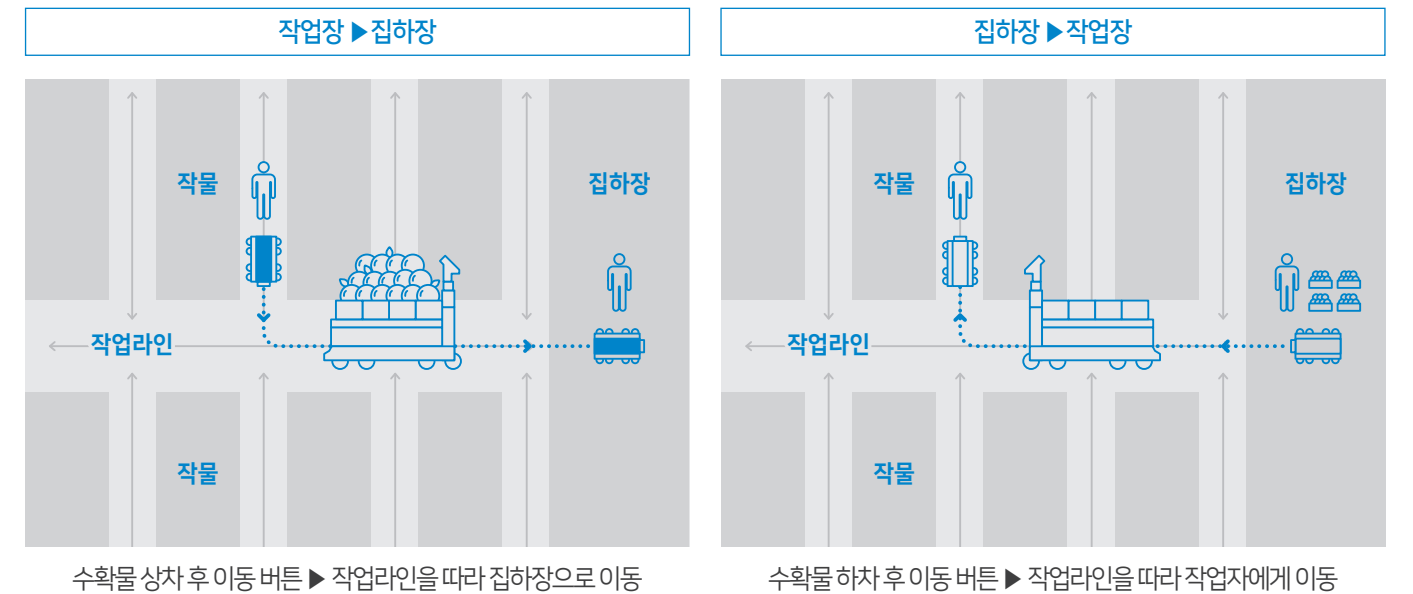 작업장 ▶ 집하장
작물
집하장
작업라인
작물
수확물 상차 후 이동 버튼 ▶ 작업라인을 따라 집하장으로 이동
집하장 ▶ 작업장
작물
집하장
작업라인
작물
수확물 하차 후 이동 버튼 ▶ 작업라인을 따라 작업자에게 이동